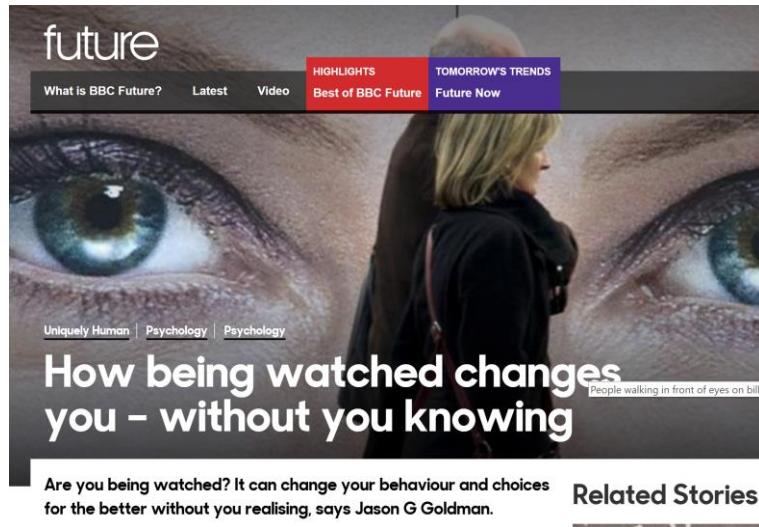 future
What is BBC Future?
Latest
Video
HIGHLIGHTS
Best of BBC Future
TOMORROW'S TRENDS
Future Now
Uniquely Human
Psychology
Psychology
How being watched changes
you – without you knowing
People walking in front of eyes on bill
Are you being watched? It can change your behaviour and choices
for the better without you realising, says Jason G Goldman.
Related Stories